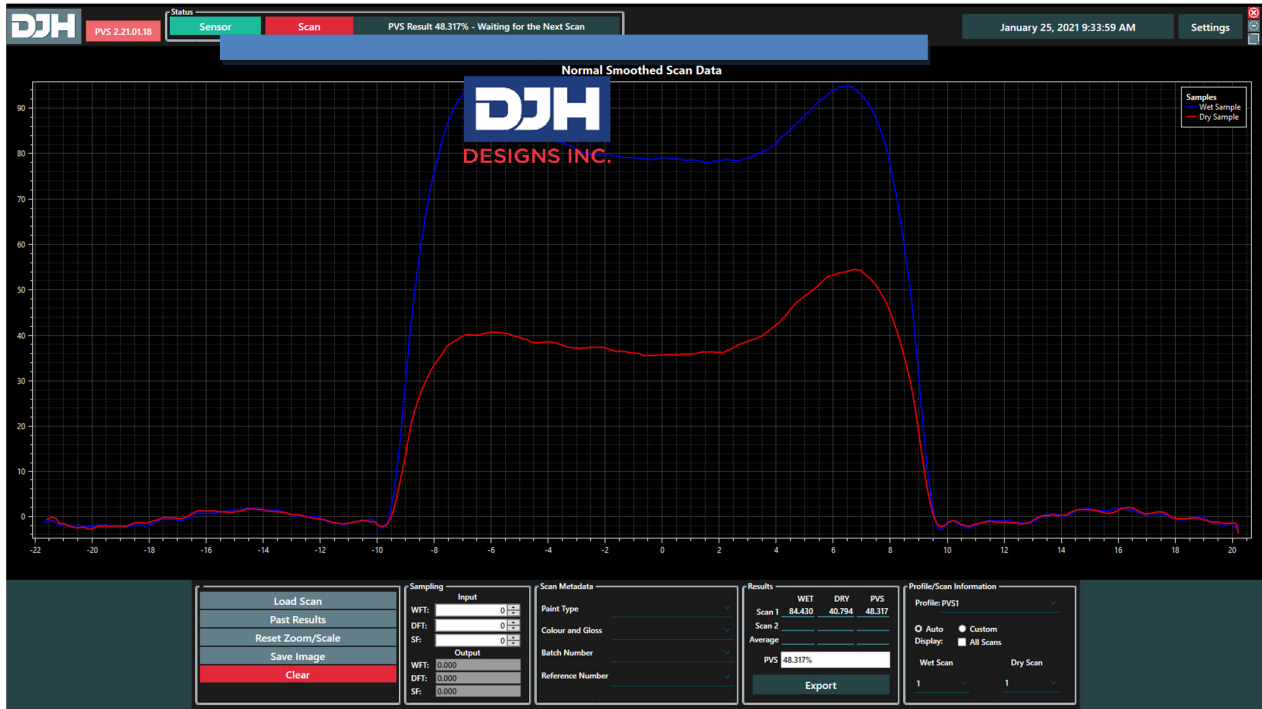 DJH
PVS 2.21.01.18
Status
Sensor
Scan
PVS Result 48.317% - Waiting for the Next Scan
January 25, 2021 9:33:59 AM
Settings
Normal Smoothed Scan Data
DJH
DESIGNS INC.
Samples
Wet Sample
Dry Sample
90
80
70
60
50
40
30
20
10
0
-22 -20 -18 -16 -14 -12 -10 -8 -6 -4 -2 0 2 4 6 8 10 12 14 16 18 20
Load Scan
Past Results
Reset Zoom/Scale
Save Image
Clear
Sampling
Input
WFT: 0
DFT: 0
SF: 0
Output
WFT: 0.000
DFT: 0.000
SF: 0.000
Scan Metadata
Paint Type
Colour and Gloss
Batch Number
Reference Number
Results
WET DRY PVS
Scan 1 84.430 40.794 48.317
Scan 2
Average
PVS 48.317%
Export
Profile/Scan Information
Profile: PVS1
Auto Custom
Display: All Scans
Wet Scan Dry Scan
1 1